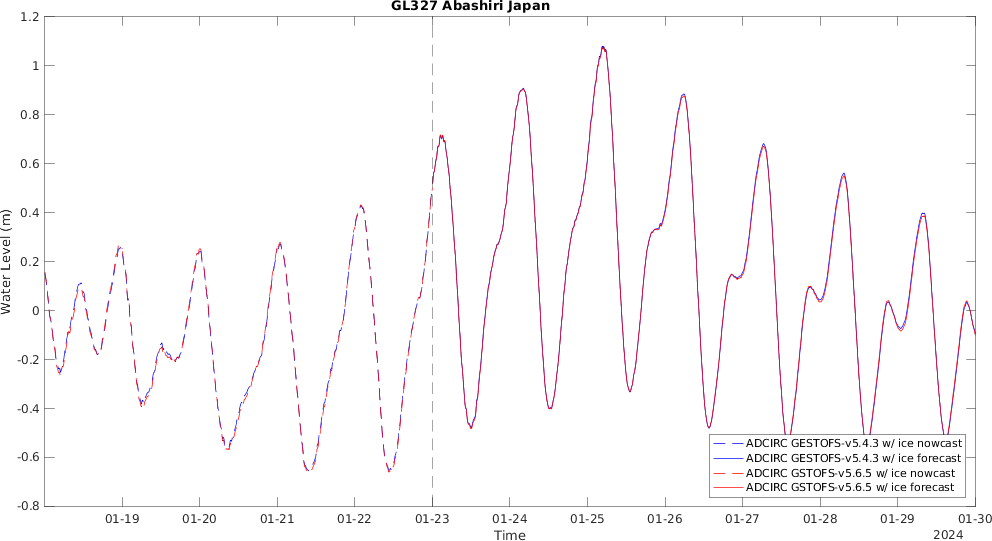 GL327 Abashiri Japan
Water Level (m)
1.2
1
0.8
0.6
0.4
0.2
0
-0.2
-0.4
-0.6
-0.8
ADCIRC GESTOFS-v5.4.3 w/ ice nowcast
ADCIRC GESTOFS-v5.4.3 w/ ice forecast
ADCIRC GSTOFS-v5.6.5 w/ ice nowcast
ADCIRC GSTOFS-v5.6.5 w/ ice forecast
01-19 01-20 01-21 01-22 01-23 01-24 01-25 01-26 01-27 01-28 01-29 01-30
Time
2024